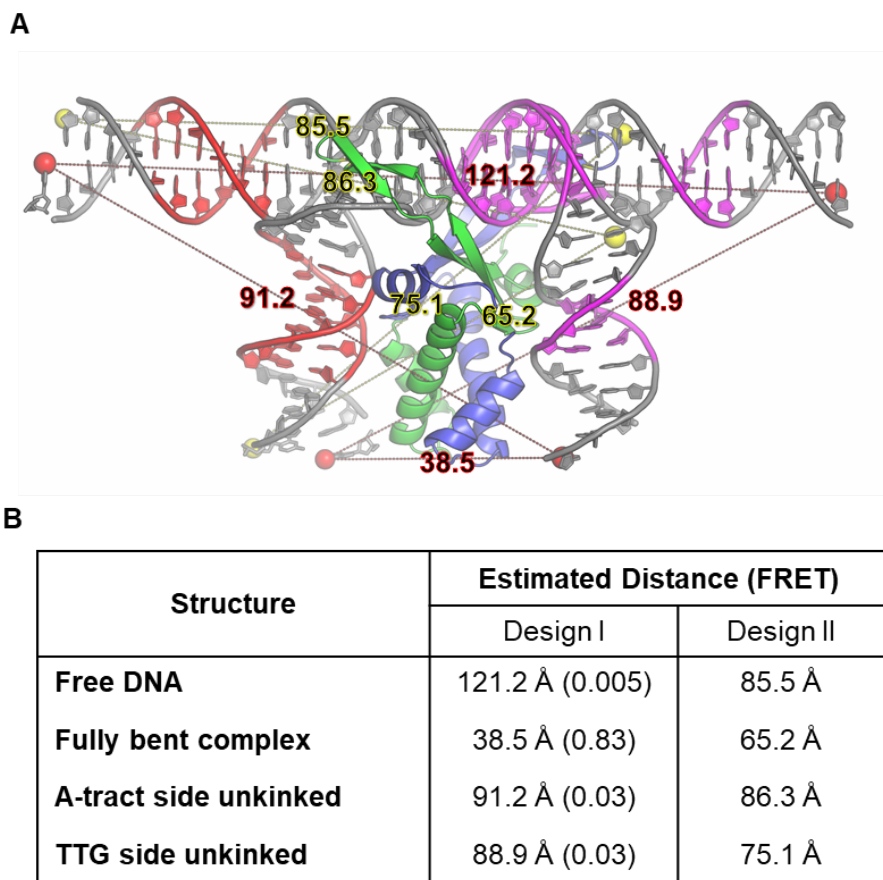 A
85.5
86.3
121.2
91.2
75.1
65.2
88.9
38.5
B
Structure
Estimated Distance (FRET)
Design I
Design II
Free DNA 121.2 Å (0.005) 85.5 Å
Fully bent complex 38.5 Å (0.83) 65.2 Å
A-tract side unkinked 91.2 Å (0.03) 86.3 Å
TTG side unkinked 88.9 Å (0.03) 75.1 Å